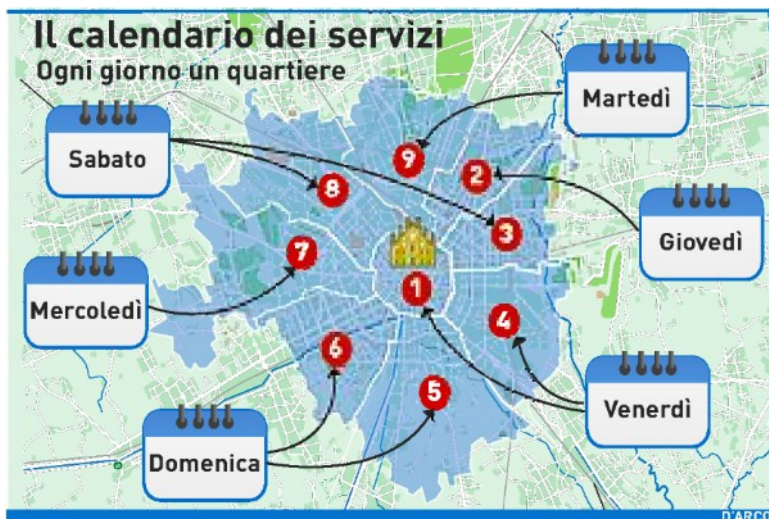 Il calendario dei servizi
Ogni giorno un quartiere
Martedì
Sabato
9
2
8
Giovedì
3
7
Mercoledì
1
4
6
5
Venerdì
Domenica
D'ARCO